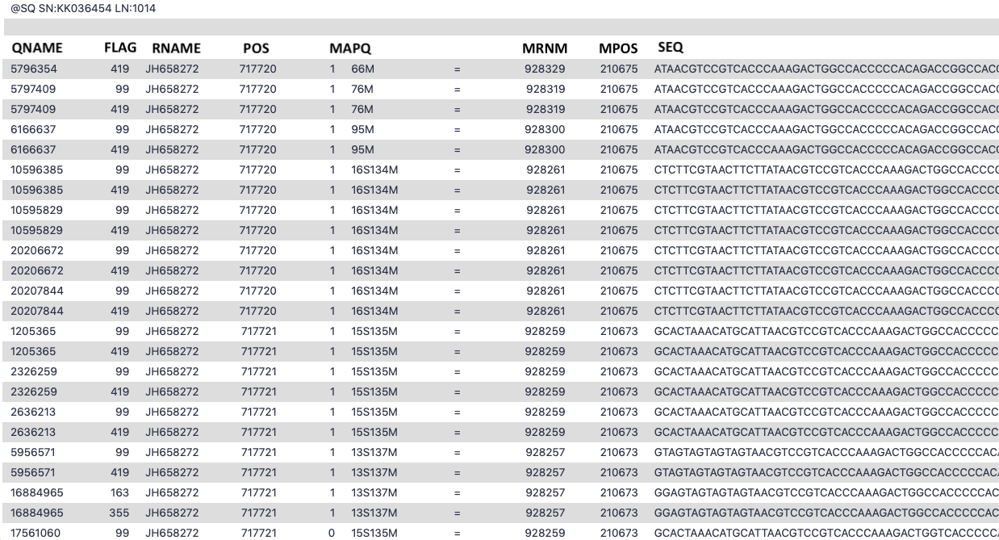 @SQ SN:KK036454 LN:1014
QNAME FLAG RNAME POS MAPQ MRNM MPOS SEQ
5796354 419 JH658272 717720 1 66M = 928329 210675 ATAACGTCCGTCACCCAAAGACTGGCCACCCCCACAGACCGGCCAC
5797409 99 JH658272 717720 1 76M = 928319 210675 ATAACGTCCGTCACCCAAAGACTGGCCACCCCCACAGACCGGCCAC
5797409 419 JH658272 717720 1 76M = 928319 210675 ATAACGTCCGTCACCCAAAGACTGGCCACCCCCACAGACCGGCCAC
6166637 99 JH658272 717720 1 95M = 928300 210675 ATAACGTCCGTCACCCAAAGACTGGCCACCCCCACAGACCGGCCAC
6166637 419 JH658272 717720 1 95M = 928300 210675 ATAACGTCCGTCACCCAAAGACTGGCCACCCCCACAGACCGGCCAC
10596385 99 JH658272 717720 1 16S134M = 928261 210675 CTCTTCGTAACTTCTTATAACGTCCGTCACCCAAAGACTGGCCACCCC
10596385 419 JH658272 717720 1 16S134M = 928261 210675 CTCTTCGTAACTTCTTATAACGTCCGTCACCCAAAGACTGGCCACCCC
10595829 99 JH658272 717720 1 16S134M = 928261 210675 CTCTTCGTAACTTCTTATAACGTCCGTCACCCAAAGACTGGCCACCCC
10595829 419 JH658272 717720 1 16S134M = 928261 210675 CTCTTCGTAACTTCTTATAACGTCCGTCACCCAAAGACTGGCCACCCC
20206672 99 JH658272 717720 1 16S134M = 928261 210675 CTCTTCGTAACTTCTTATAACGTCCGTCACCCAAAGACTGGCCACCCC
20206672 419 JH658272 717720 1 16S134M = 928261 210675 CTCTTCGTAACTTCTTATAACGTCCGTCACCCAAAGACTGGCCACCCC
20207844 99 JH658272 717720 1 16S134M = 928261 210675 CTCTTCGTAACTTCTTATAACGTCCGTCACCCAAAGACTGGCCACCCC
20207844 419 JH658272 717720 1 16S134M = 928261 210675 CTCTTCGTAACTTCTTATAACGTCCGTCACCCAAAGACTGGCCACCCC
1205365 99 JH658272 717721 1 15S135M = 928259 210673 GCACTAAACATGCATTAACGTCCGTCACCCAAAGACTGGCCACCCCC
1205365 419 JH658272 717721 1 15S135M = 928259 210673 GCACTAAACATGCATTAACGTCCGTCACCCAAAGACTGGCCACCCCC
2326259 99 JH658272 717721 1 15S135M = 928259 210673 GCACTAAACATGCATTAACGTCCGTCACCCAAAGACTGGCCACCCCC
2326259 419 JH658272 717721 1 15S135M = 928259 210673 GCACTAAACATGCATTAACGTCCGTCACCCAAAGACTGGCCACCCCC
2636213 99 JH658272 717721 1 15S135M = 928259 210673 GCACTAAACATGCATTAACGTCCGTCACCCAAAGACTGGCCACCCCC
2636213 419 JH658272 717721 1 15S135M = 928259 210673 GCACTAAACATGCATTAACGTCCGTCACCCAAAGACTGGCCACCCCC
5956571 99 JH658272 717721 1 13S137M = 928257 210673 GTAGTAGTAGTAGTAACGTCCGTCACCCAAAGACTGGCCACCCCCAC
5956571 419 JH658272 717721 1 13S137M = 928257 210673 GTAGTAGTAGTAGTAACGTCCGTCACCCAAAGACTGGCCACCCCCAC
16884965 163 JH658272 717721 1 13S137M = 928257 210673 GGAGTAGTAGTAGTAACGTCCGTCACCCAAAGACTGGCCACCCCCAC
16884965 355 JH658272 717721 1 13S137M = 928257 210673 GGAGTAGTAGTAGTAACGTCCGTCACCCAAAGACTGGCCACCCCCAC
17561060 99 JH658272 717721 0 15S135M = 928259 210673 GCACTAAACATGCATTAACGTCCGTCACCCAAAGACTGGTCACCCC